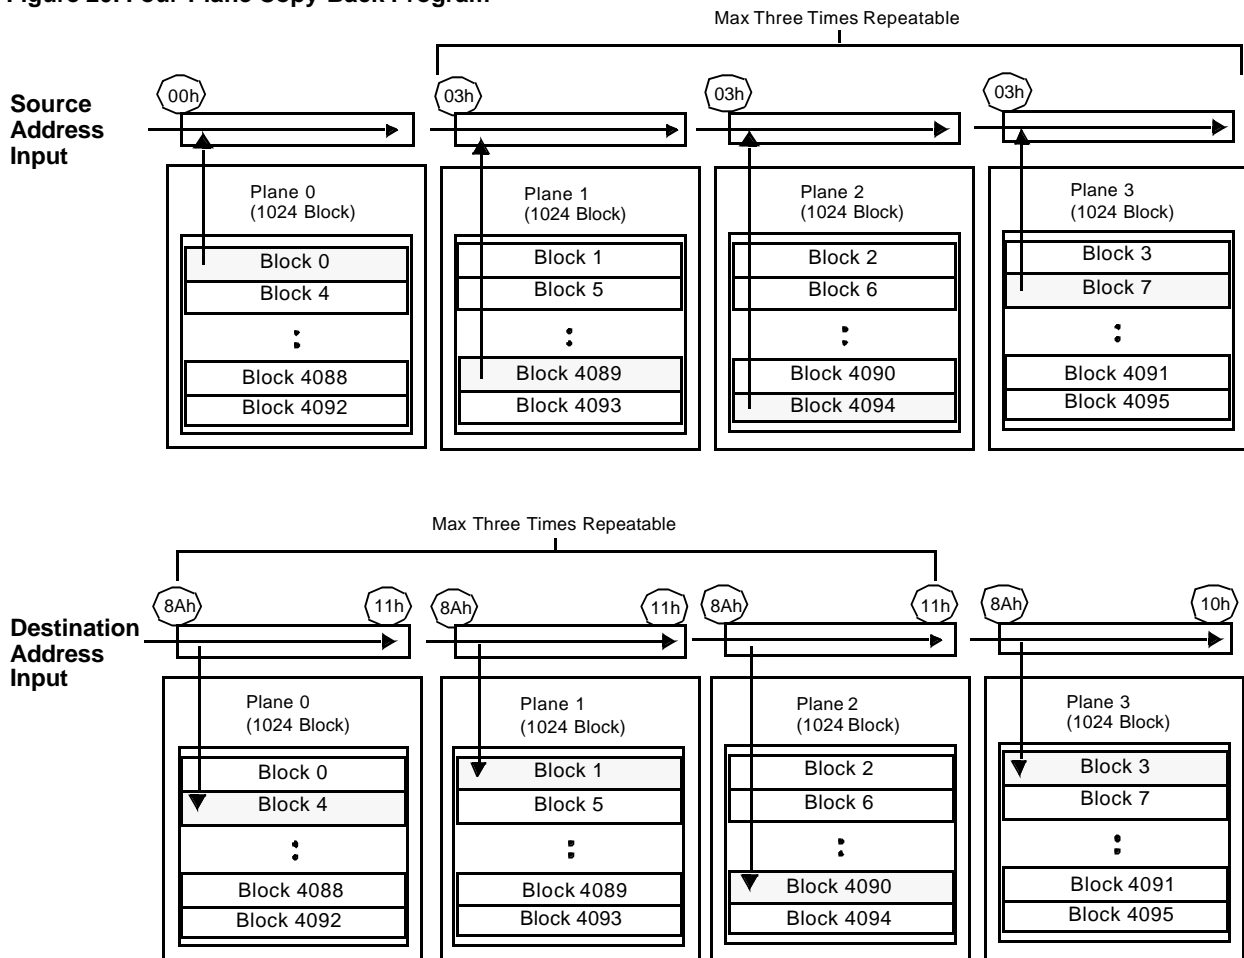 Max Three Times Repeatable
00h
03h
03h
03h
Source
Address
Input
Plane 0
(1024 Block)
Block 0
Block 4
Block 4088
Block 4092
Plane 1
(1024 Block)
Block 1
Block 5
Block 4089
Block 4093
Plane 2
(1024 Block)
Block 2
Block 6
Block 4090
Block 4094
Plane 3
(1024 Block)
Block 3
Block 7
Block 4091
Block 4095
Max Three Times Repeatable
8Ah
11h
8Ah
11h
8Ah
11h
8Ah
10h
Destination
Address
Input
Plane 0
(1024 Block)
Block 0
Block 4
Block 4088
Block 4092
Plane 1
(1024 Block)
Block 1
Block 5
Block 4089
Block 4093
Plane 2
(1024 Block)
Block 2
Block 6
Block 4090
Block 4094
Plane 3
(1024 Block)
Block 3
Block 7
Block 4091
Block 4095